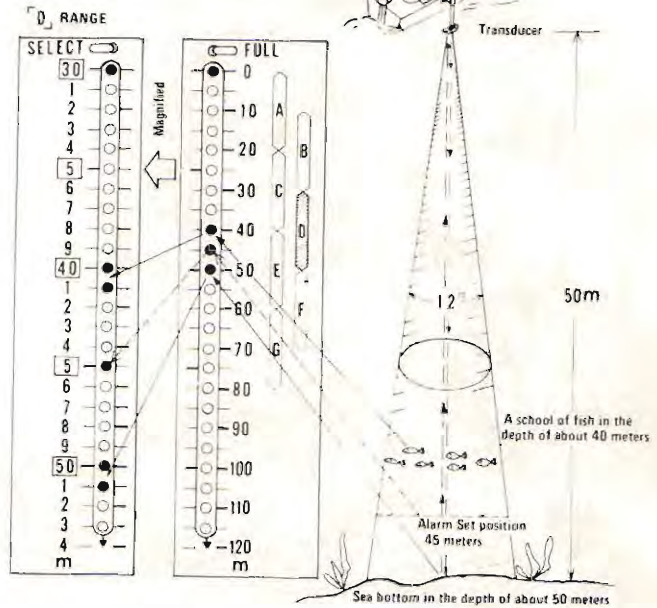 「D」 RANGE
SELECT
30
1
2
3
4
5
6
7
8
9
40
1
2
3
4
5
6
7
8
9
50
1
2
3
4
m
Magnified
FULL
0
10
20
30
40
50
60
70
80
90
100
110
120
m
A
B
C
D
E
F
G
Transducer
12
50m
A school of fish in the
depth of about 40 meters
Alarm Set position
45 meters
Sea bottom in the depth of about 50 meters